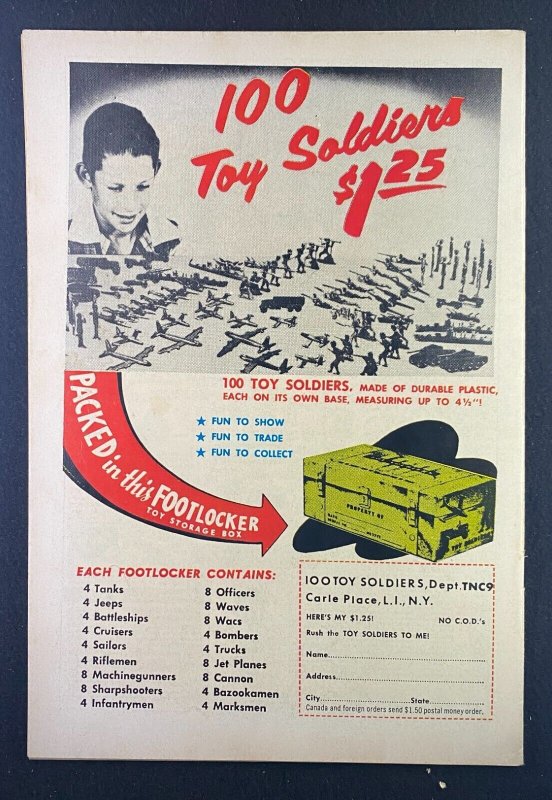 100
Toy Soldiers
$1.25
100 TOY SOLDIERS, MADE OF DURABLE PLASTIC,
EACH ON ITS OWN BASE, MEASURING UP TO 4½"!
★ FUN TO SHOW
★ FUN TO TRADE
★ FUN TO COLLECT
PACKED in this FOOTLOCKER
TOY STORAGE BOX
PROPERTY OF
EACH FOOTLOCKER CONTAINS:
4 Tanks
4 Jeeps
4 Battleships
4 Cruisers
4 Sailors
4 Riflemen
8 Machinegunners
8 Sharpshooters
4 Infantrymen
8 Officers
8 Waves
8 Wacs
4 Bombers
4 Trucks
8 Jet Planes
8 Cannon
4 Bazookamen
4 Marksmen
100 TOY SOLDIERS, Dept. TNC9
Carle Place, L.I., N.Y.
HERE'S MY $1.25! NO C.O.D.'s
Rush the TOY SOLDIERS TO ME!
Name
Address
City State
Canada and foreign orders send $1.50 postal money order.